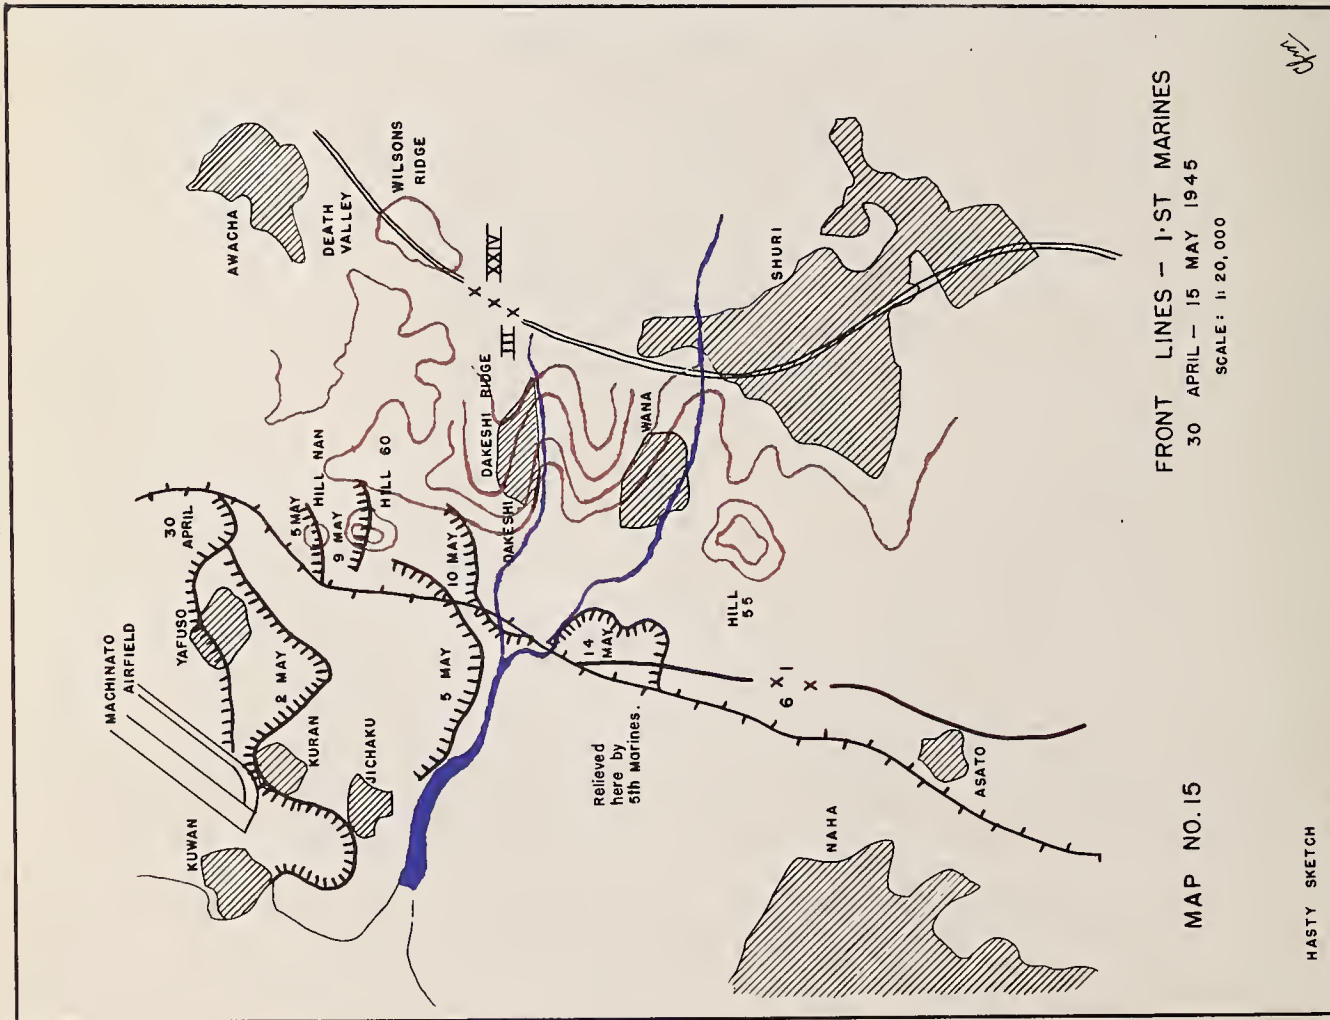 MACHINATO
AIRFIELD
KUWAN
YAFUSO
30
APRIL
AWACHA
DEATH
VALLEY
WILSONS
RIDGE
2 MAY
KURAN
JICHAKU
5 MAY
HILL NAN
9 MAY
HILL 60
5 MAY
10 MAY
DAKESHI
DAKESHI RIDGE
III
XXX
XXIV
WANA
SHURI
14
MAY
Relieved
here by
5th Marines.
HILL
55
6 X 1
X
ASATO
NAHA
MAP NO. 15
FRONT LINES – 1·ST MARINES
30 APRIL – 15 MAY 1945
SCALE: 1: 20,000
HASTY SKETCH